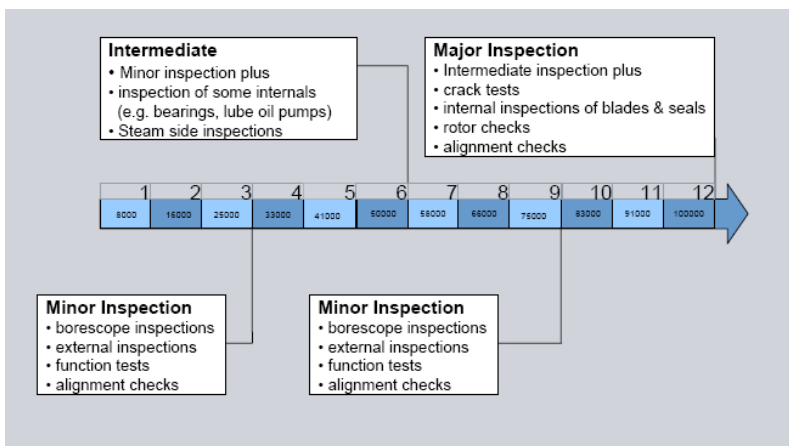 Intermediate
• Minor inspection plus
• inspection of some internals
(e.g. bearings, lube oil pumps)
• Steam side inspections
Major Inspection
• Intermediate inspection plus
• crack tests
• internal inspections of blades & seals
• rotor checks
• alignment checks
1 2 3 4 5 6 7 8 9 10 11 12
8000 16000 25000 33000 41000 50000 58000 66000 75000 83000 91000 100000
Minor Inspection
• borescope inspections
• external inspections
• function tests
• alignment checks
Minor Inspection
• borescope inspections
• external inspections
• function tests
• alignment checks